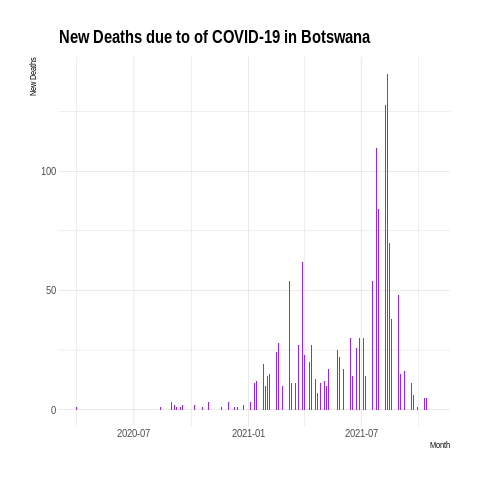 New Deaths due to of COVID-19 in Botswana
New Deaths
100
50
0
2020-07
2021-01
2021-07
Month